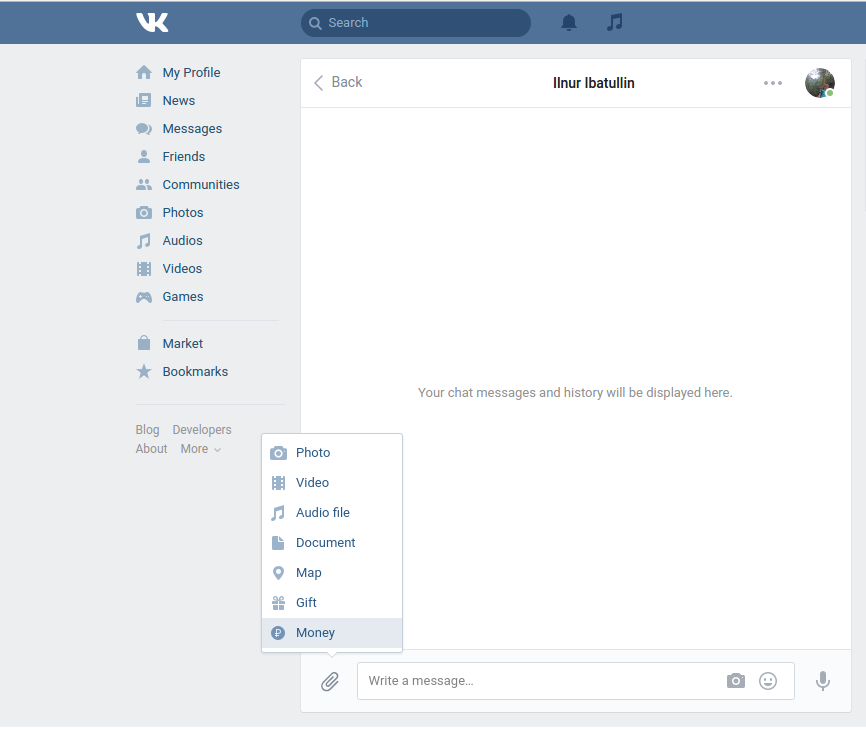 VK
Search
My Profile
News
Messages
Friends
Communities
Photos
Audios
Videos
Games
Market
Bookmarks
Blog Developers
About More
Back
Ilnur Ibatullin
Your chat messages and history will be displayed here.
Photo
Video
Audio file
Document
Map
Gift
Money
Write a message...